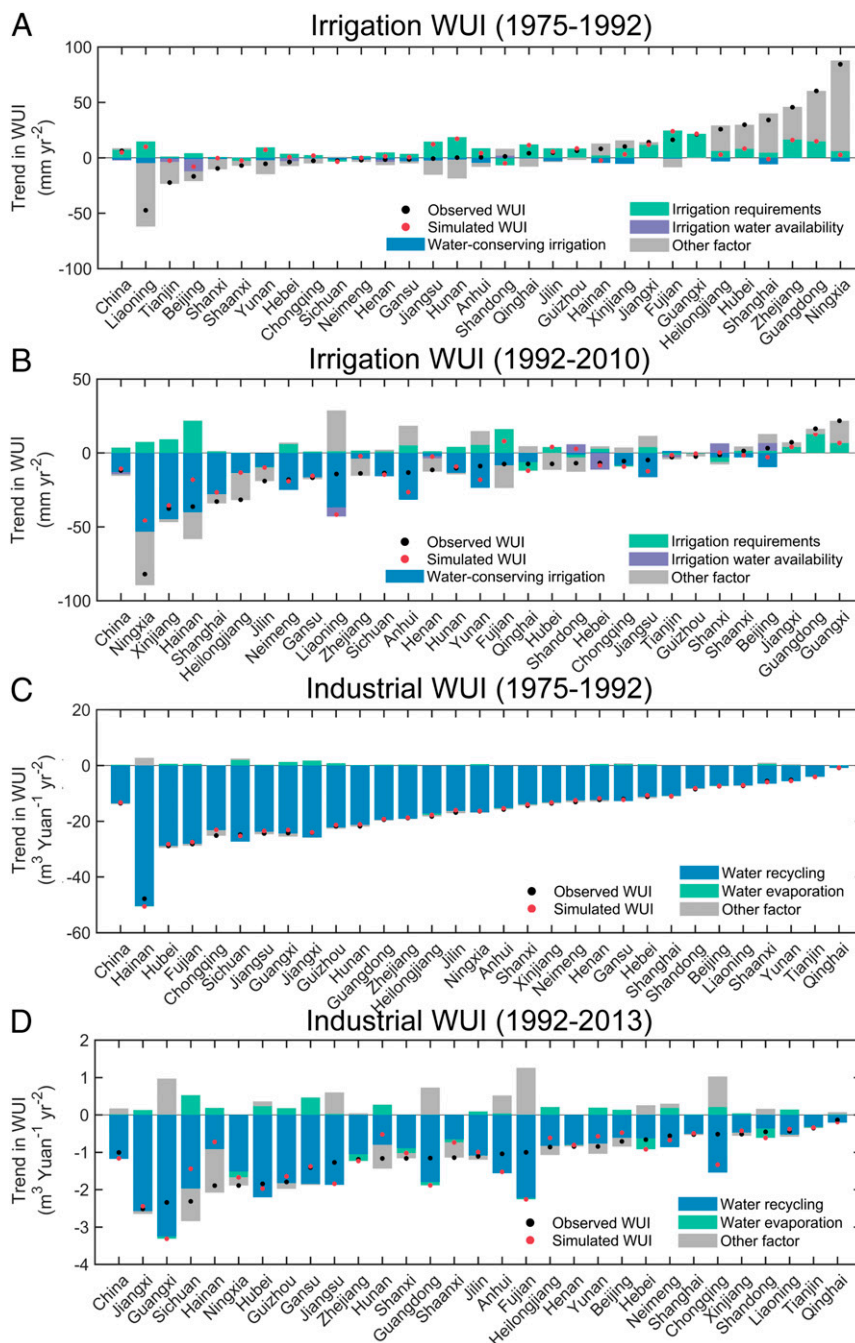 A
Irrigation WUI (1975-1992)
Trend in WUI
(mm yr-2)
100
50
0
-50
-100
Observed WUI
Simulated WUI
Water-conserving irrigation
Irrigation requirements
Irrigation water availability
Other factor
China
Liaoning
Tianjin
Beijing
Shanxi
Shaanxi
Yunan
Hebei
Chongqing
Sichuan
Neimeng
Henan
Gansu
Jiangsu
Hunan
Anhui
Shandong
Qinghai
Jilin
Guizhou
Hainan
Xinjiang
Jiangxi
Fujian
Guangxi
Heilongjiang
Hubei
Shanghai
Zhejiang
Guangdong
Ningxia
B
Irrigation WUI (1992-2010)
Trend in WUI
(mm yr-2)
50
0
-50
-100
Observed WUI
Simulated WUI
Water-conserving irrigation
Irrigation requirements
Irrigation water availability
Other factor
China
Ningxia
Xinjiang
Hainan
Shanghai
Heilongjiang
Jilin
Neimeng
Gansu
Liaoning
Zhejiang
Sichuan
Anhui
Henan
Hunan
Yunan
Fujian
Qinghai
Hubei
Shandong
Hebei
Chongqing
Jiangsu
Tianjin
Guizhou
Shanxi
Shaanxi
Beijing
Jiangxi
Guangdong
Guangxi
C
Industrial WUI (1975-1992)
Trend in WUI
(m3 Yuan-1 yr-2)
20
0
-20
-40
-60
Observed WUI
Simulated WUI
Water recycling
Water evaporation
Other factor
China
Hainan
Hubei
Fujian
Chongqing
Sichuan
Jiangsu
Guangxi
Jiangxi
Guizhou
Hunan
Guangdong
Zhejiang
Heilongjiang
Jilin
Ningxia
Anhui
Shanxi
Xinjiang
Neimeng
Henan
Gansu
Hebei
Shanghai
Shandong
Beijing
Liaoning
Shaanxi
Yunan
Tianjin
Qinghai
D
Industrial WUI (1992-2013)
Trend in WUI
(m3 Yuan-1 yr-2)
2
1
0
-1
-2
-3
-4
Observed WUI
Simulated WUI
Water recycling
Water evaporation
Other factor
China
Jiangxi
Guangxi
Sichuan
Hainan
Ningxia
Hubei
Guizhou
Gansu
Jiangsu
Zhejiang
Hunan
Shanxi
Guangdong
Shaanxi
Jilin
Anhui
Fujian
Heilongjiang
Henan
Yunan
Beijing
Hebei
Neimeng
Shanghai
Chongqing
Xinjiang
Shandong
Liaoning
Tianjin
Qinghai